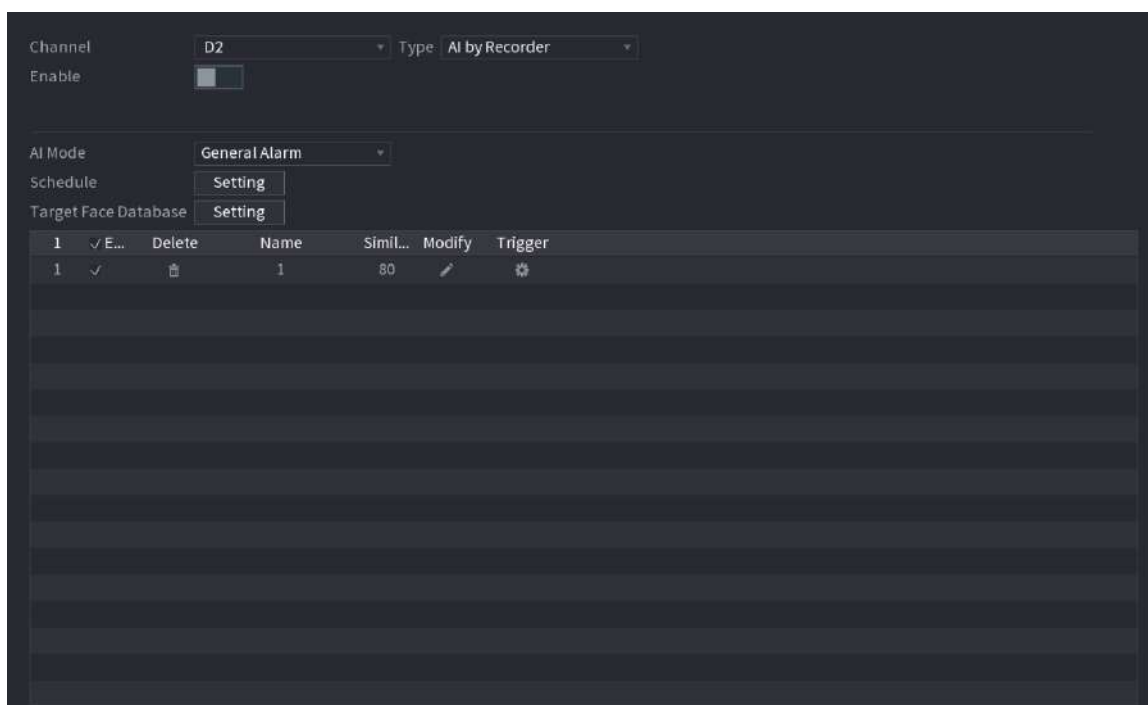 Channel D2 Type AI by Recorder
Enable
AI Mode General Alarm
Schedule Setting
Target Face Database Setting
1 E... Delete Name Simil... Modify Trigger
1 1 80